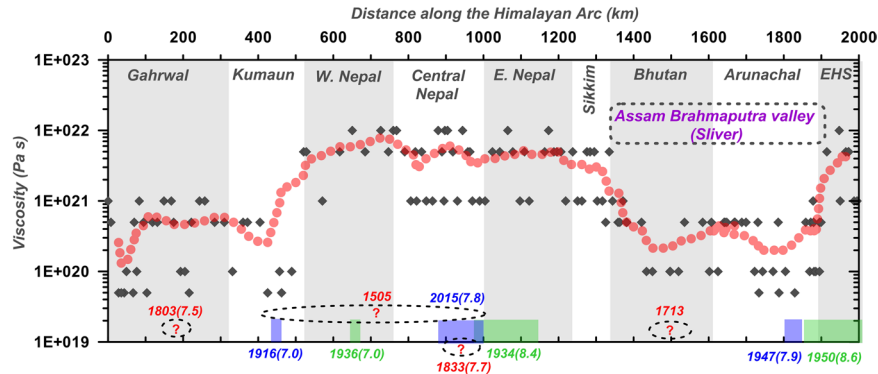 Distance along the Himalayan Arc (km)
0 200 400 600 800 1000 1200 1400 1600 1800 2000
Viscosity (Pa s)
1E+023
1E+022
1E+021
1E+020
1E+019
Gahrwal
Kumaun
W. Nepal
Central
Nepal
E. Nepal
Sikkim
Bhutan
Arunachal
EHS
Assam Brahmaputra valley
(Sliver)
1803(7.5)
?
1505
?
2015(7.8)
1713
?
?
1916(7.0)
1936(7.0)
1833(7.7)
1934(8.4)
1947(7.9)
1950(8.6)